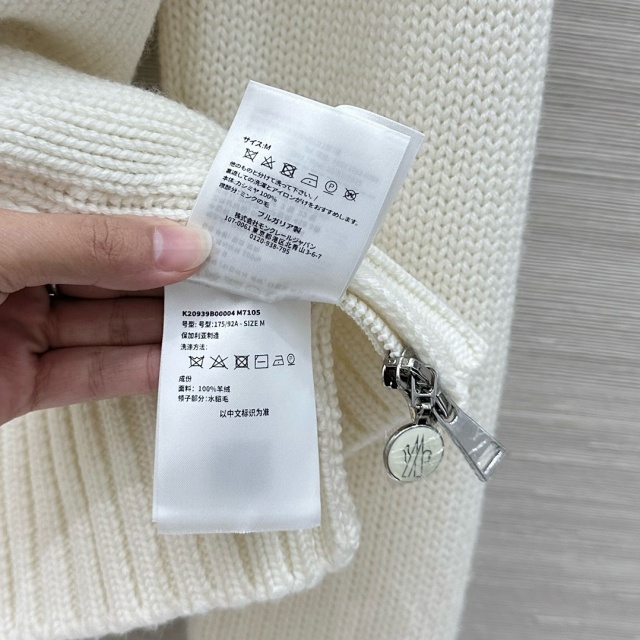 サイズ:M
他のものと分けて洗って下さい。/
裏返しての洗濯とアイロンがけをおすすめします。
本体:カシミヤ100%
襟部分:ミンクの毛
ブルガリア製
株式会社モンクレールジャパン
107-0061 東京都港区北青山3-6-7
0120-938-795
K20939B00004 M7105
号型: 号型:175/92A - SIZE M
保加利亚制造
洗涤方法:
成份
面料: 100%羊绒
领子部分: 水貂毛
以中文标识为准